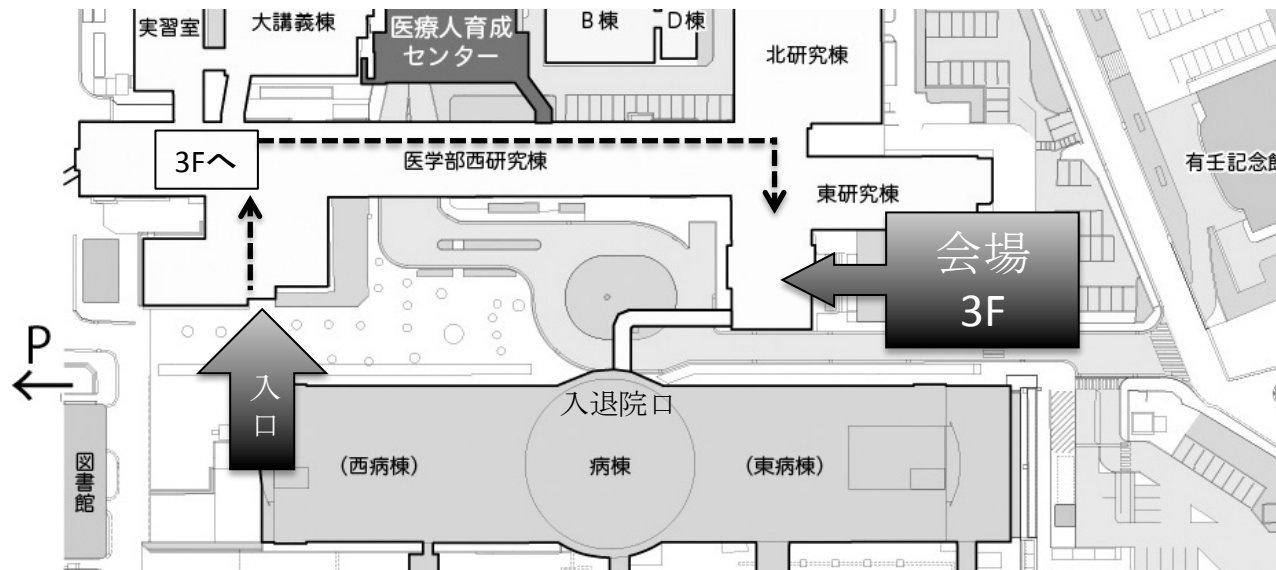 実習室
大講義棟
医療人育成
センター
B棟
D棟
北研究棟
3Fへ
医学部西研究棟
有壬記念館
東研究棟
会場
3F
P
入口
入退院口
図書館
(西病棟)
病棟
(東病棟)